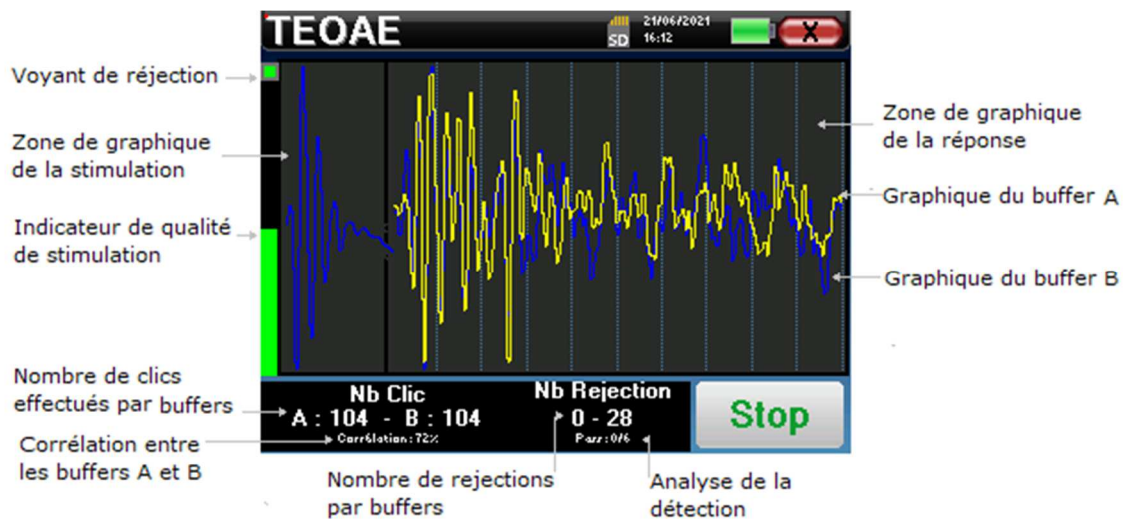 TEOAE
SD
21/06/2021
16:12
X
Voyant de réjection
Zone de graphique
de la stimulation
Indicateur de qualité
de stimulation
Zone de graphique
de la réponse
Graphique du buffer A
Graphique du buffer B
Nombre de clics
effectués par buffers
Corrélation entre
les buffers A et B
Nb Clic
A : 104 - B : 104
Corrélation : 72%
Nb Rejection
0 - 28
Pass : 0/6
Stop
Nombre de rejections
par buffers
Analyse de la
détection